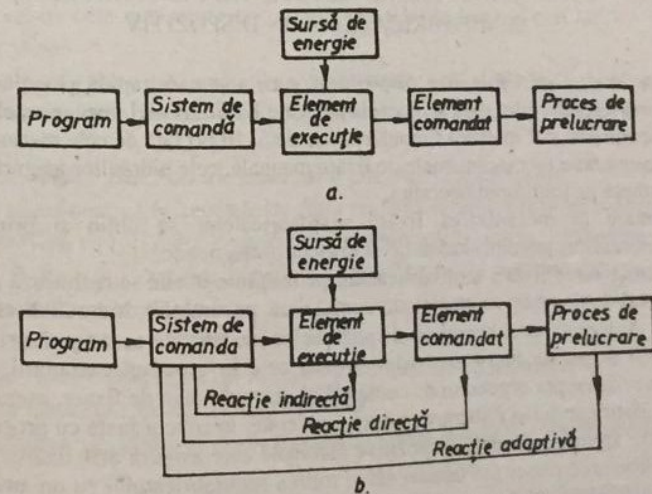 Sursă de
energie
Program
Sistem de
comandă
Element
de
execuție
Element
comandat
Proces de
prelucrare
a.
Sursă de
energie
Program
Sistem de
comanda
Element
de
execuție
Element
comandat
Proces de
prelucrare
Reacție indirectă
Reacție directă
Reacție adaptivă
b.